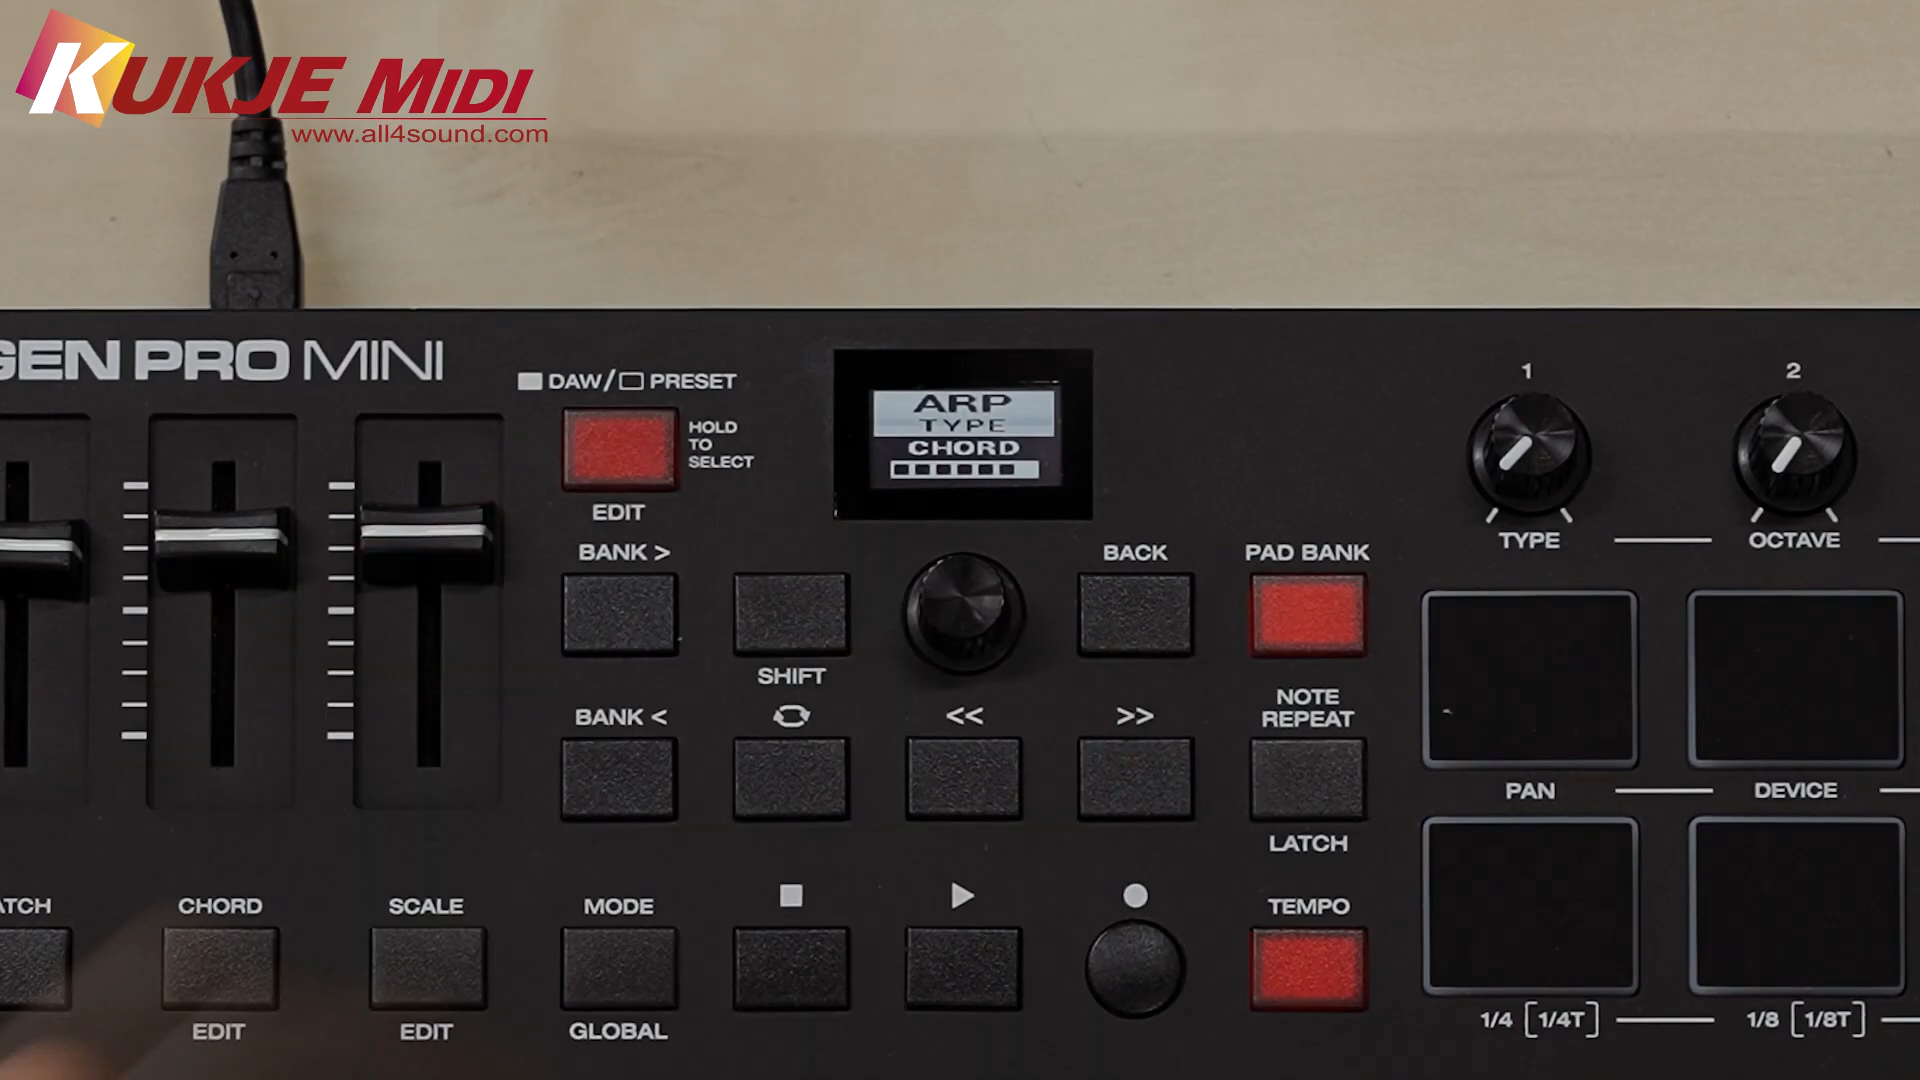 KUKJE MIDI
www.all4sound.com
GEN PRO MINI
DAW/ PRESET
HOLD
TO
SELECT
EDIT
ARP
TYPE
CHORD
1
2
TYPE
OCTAVE
BANK >
SHIFT
BACK
PAD BANK
BANK <
<<
>>
NOTE
REPEAT
LATCH
PAN
DEVICE
ATCH
CHORD
SCALE
MODE
TEMPO
EDIT
EDIT
GLOBAL
1/4 [1/4T]
1/8 [1/8T]